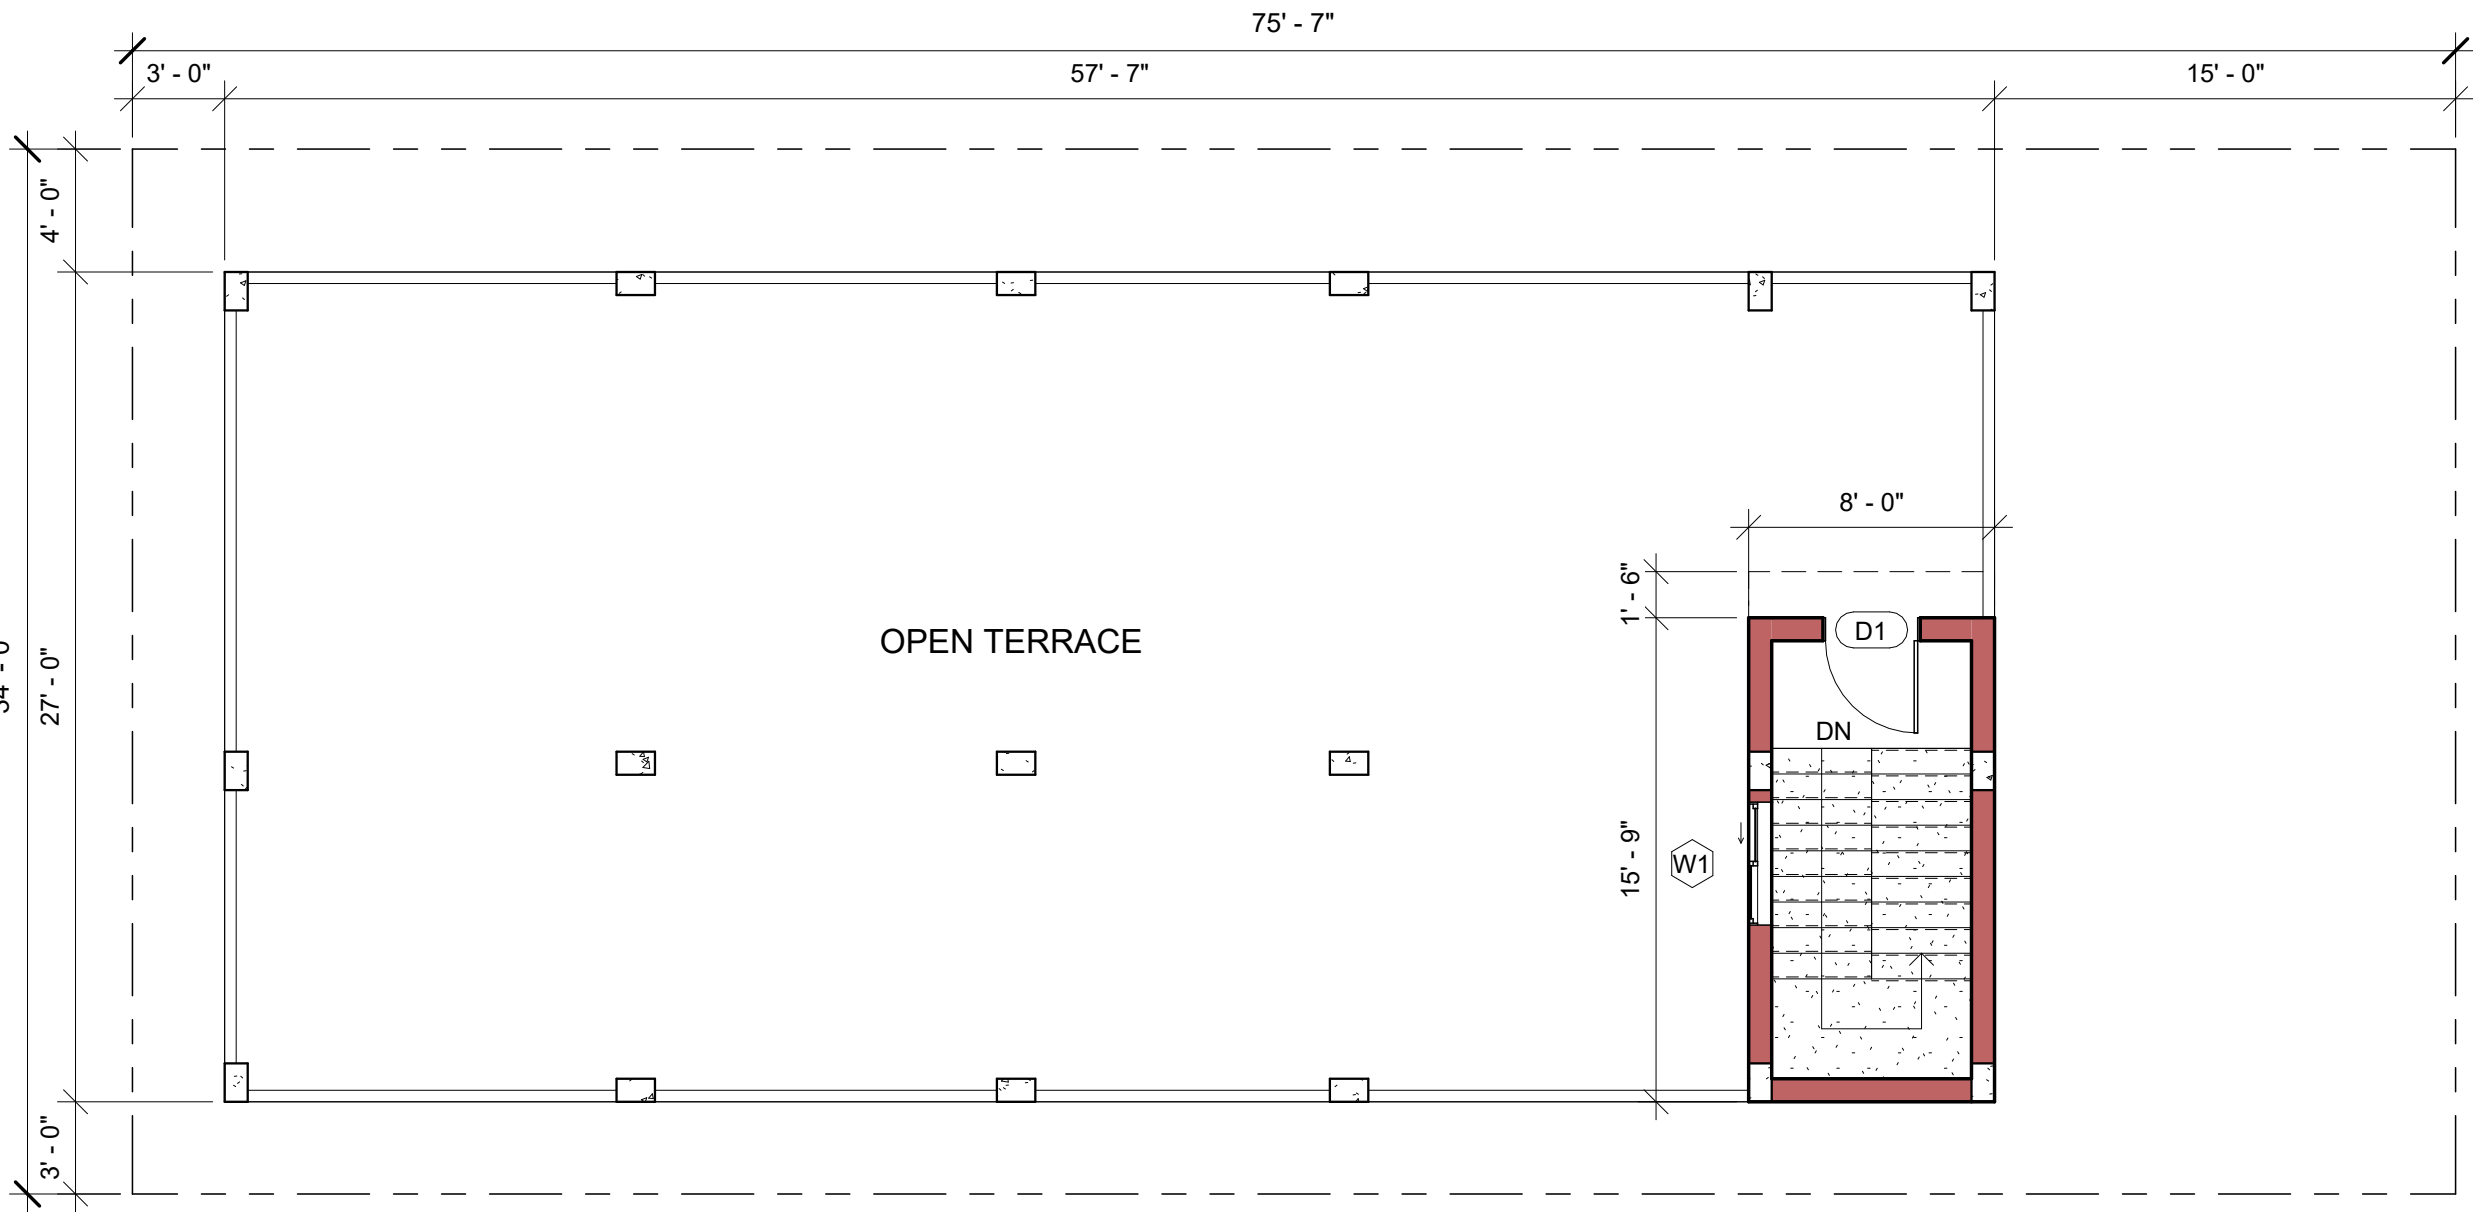 75' - 7"
3' - 0"
57' - 7"
15' - 0"
4' - 0"
8' - 0"
1' - 6"
D1
OPEN TERRACE
27' - 0"
DN
15' - 9"
W1
3' - 0"